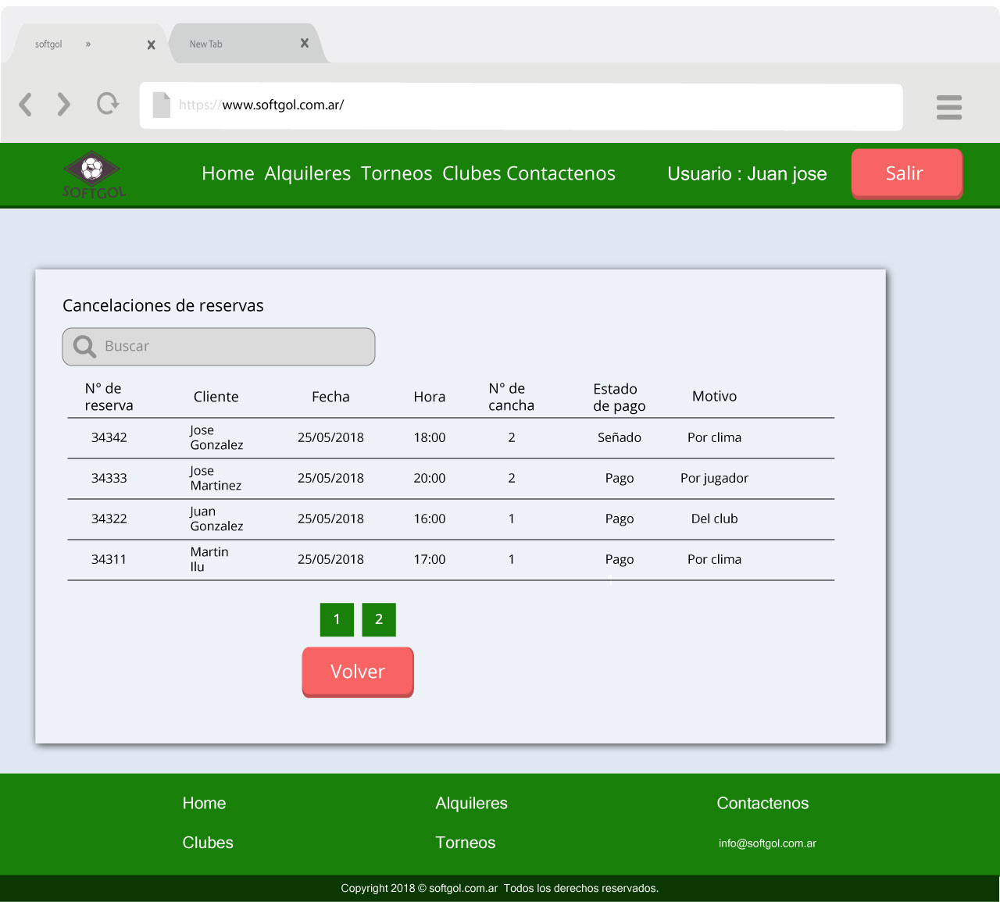 softgol » x New Tab x
https://www.softgol.com.ar/
SOFTGOL Home Alquileres Torneos Clubes Contactenos Usuario : Juan jose Salir
Cancelaciones de reservas
Buscar
N° de reserva Cliente Fecha Hora N° de cancha Estado de pago Motivo
34342 Jose Gonzalez 25/05/2018 18:00 2 Señado Por clima
34333 Jose Martinez 25/05/2018 20:00 2 Pago Por jugador
34322 Juan Gonzalez 25/05/2018 16:00 1 Pago Del club
34311 Martin Ilu 25/05/2018 17:00 1 Pago Por clima
1
1 2
Volver
Home Alquileres Contactenos
Clubes Torneos info@softgol.com.ar
Copyright 2018 © softgol.com.ar Todos los derechos reservados.